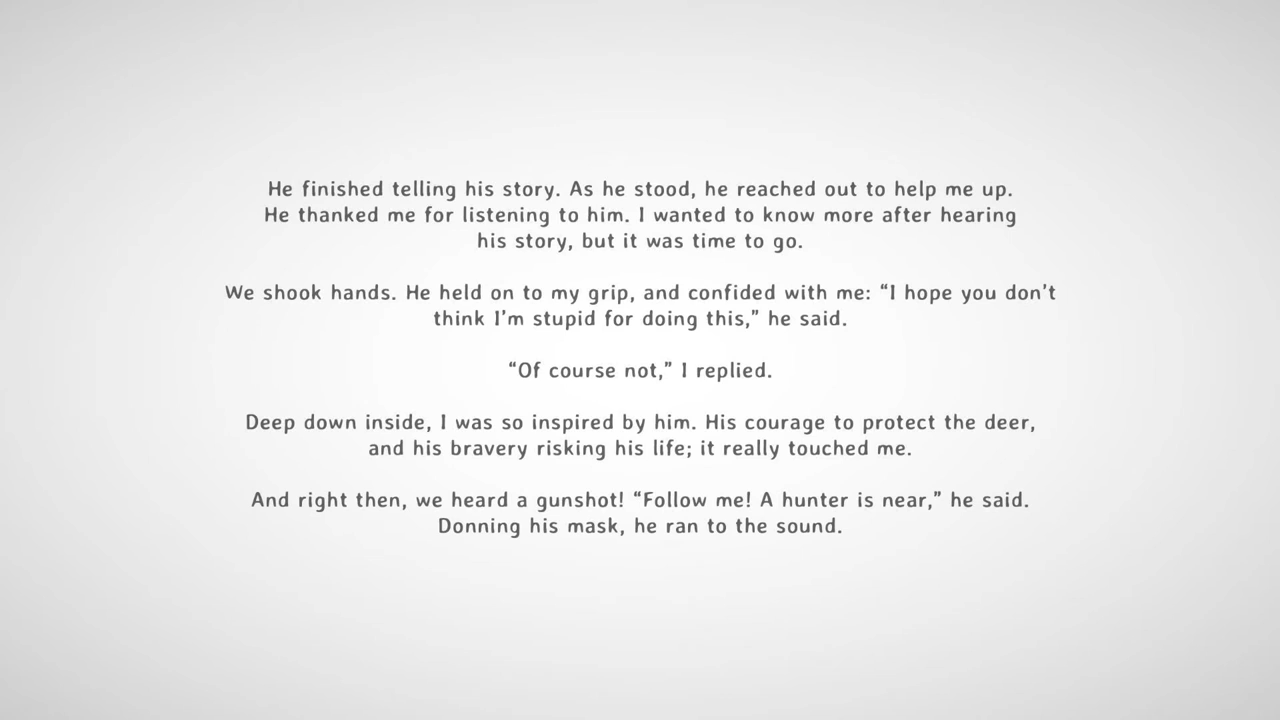 He finished telling his story. As he stood, he reached out to help me up.
He thanked me for listening to him. I wanted to know more after hearing
his story, but it was time to go.
We shook hands. He held on to my grip, and confided with me: “I hope you don’t
think I’m stupid for doing this,” he said.
“Of course not,” I replied.
Deep down inside, I was so inspired by him. His courage to protect the deer,
and his bravery risking his life; it really touched me.
And right then, we heard a gunshot! “Follow me! A hunter is near,” he said.
Donning his mask, he ran to the sound.